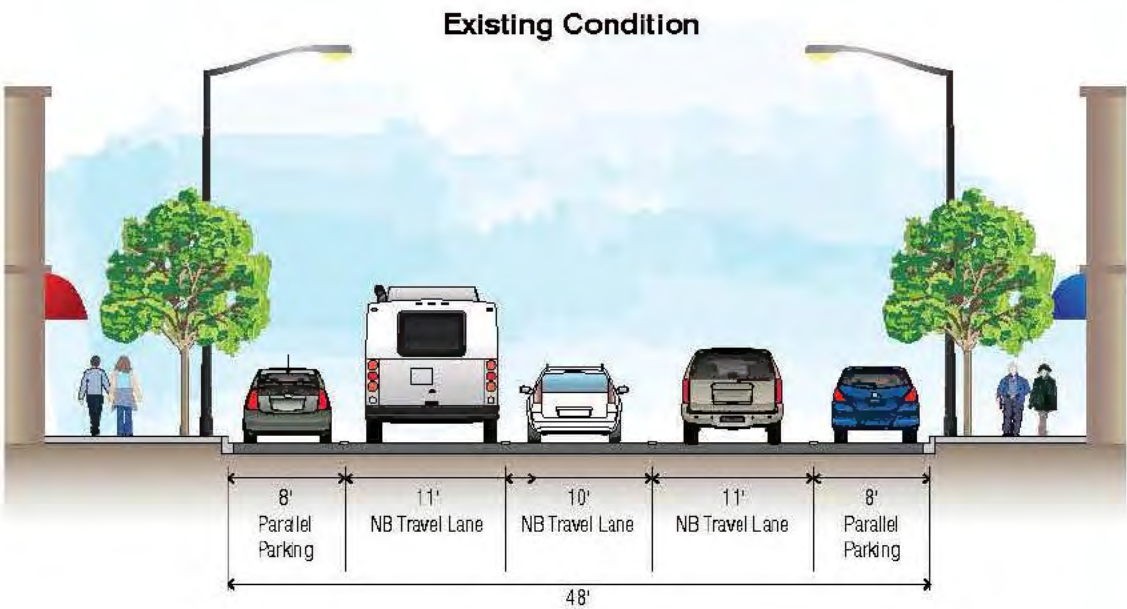 Existing Condition
8'
Parallel
Parking
11'
NB Travel Lane
10'
NB Travel Lane
11'
NB Travel Lane
8'
Parallel
Parking
48'